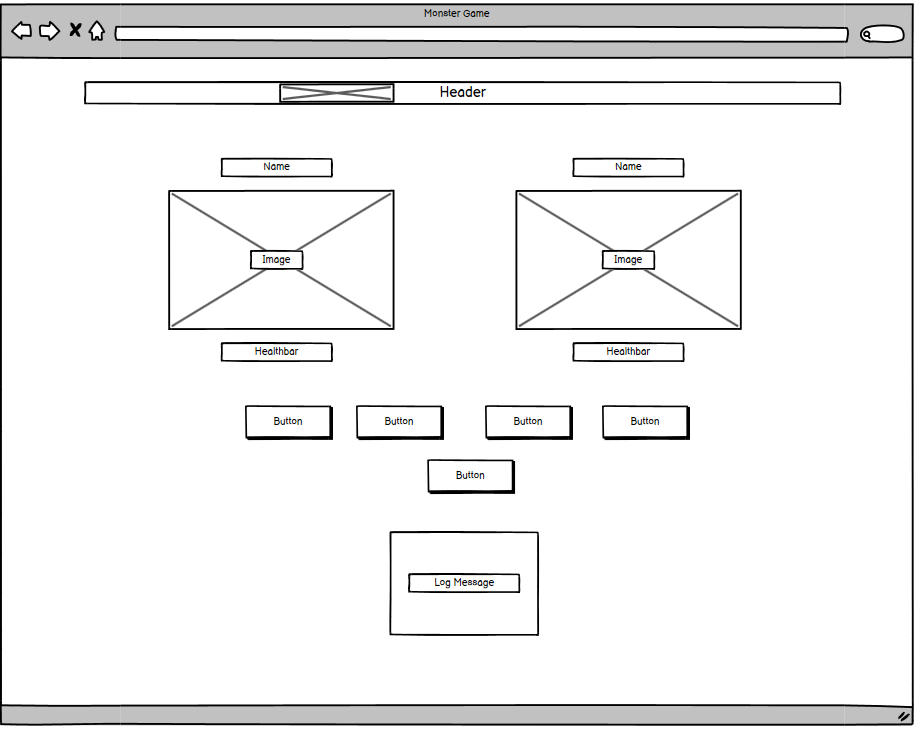 Monster Game
Header
Name
Name
Image
Image
Healthbar
Healthbar
Button
Button
Button
Button
Button
Log Message